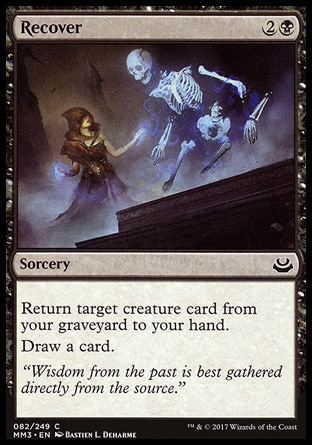 Recover 2
Sorcery
Return target creature card from
your graveyard to your hand.
Draw a card.
“Wisdom from the past is best gathered
directly from the source.”
082/249 C
MM3 • EN Bastien L. Deharme ™ & © 2017 Wizards of the Coast